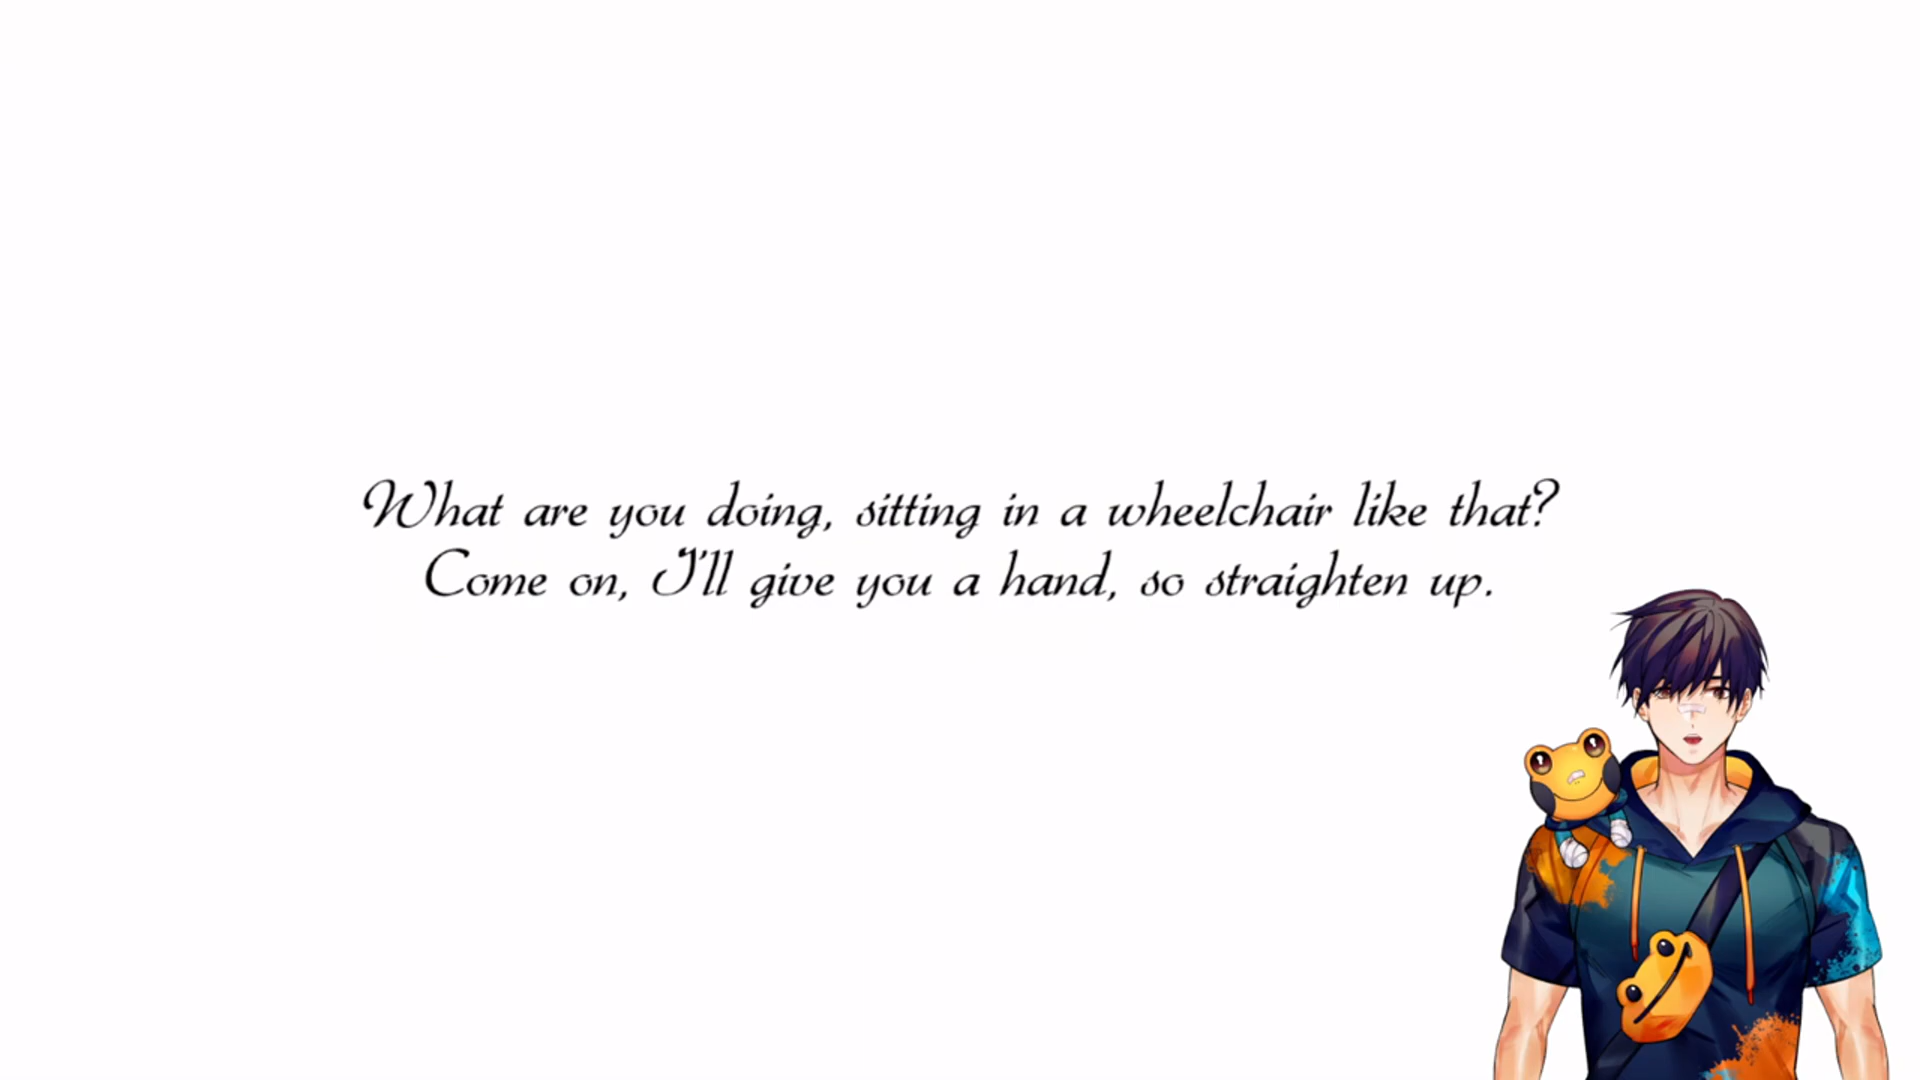 What are you doing, sitting in a wheelchair like that?
Come on, I'll give you a hand, so straighten up.